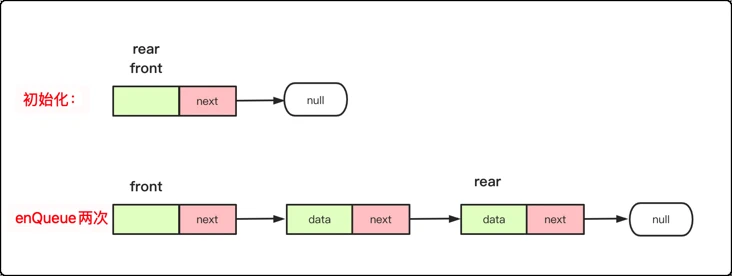 rear
front
初始化：
next
null
front
rear
enQueue两次
next
data
next
data
next
null